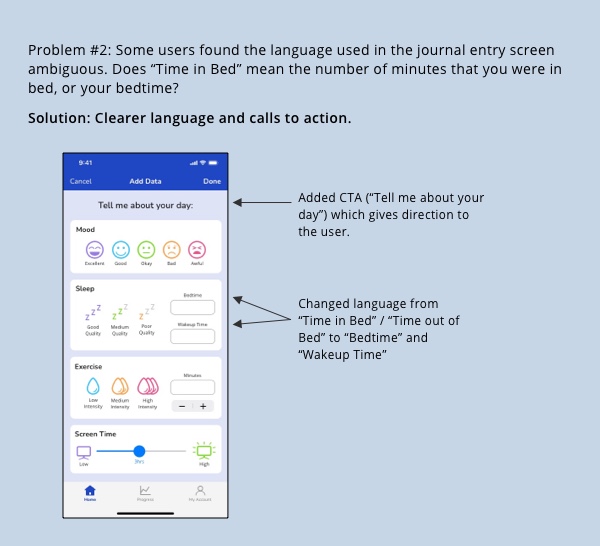 Problem #2: Some users found the language used in the journal entry screen
ambiguous. Does “Time in Bed” mean the number of minutes that you were in
bed, or your bedtime?
Solution: Clearer language and calls to action.
9:41
Cancel
Add Data
Done
Tell me about your day:
Mood
Excellent
Good
Okay
Bad
Awful
Sleep
z z z
z z z
z z z
Good
Quality
Medium
Quality
Poor
Quality
Bedtime
Wakeup Time
Exercise
Low
Intensity
Medium
Intensity
High
Intensity
Minutes
− +
Screen Time
Low
3hrs
High
Home
Progress
My Account
Added CTA (“Tell me about your
day”) which gives direction to
the user.
Changed language from
“Time in Bed” / “Time out of
Bed” to “Bedtime” and
“Wakeup Time”